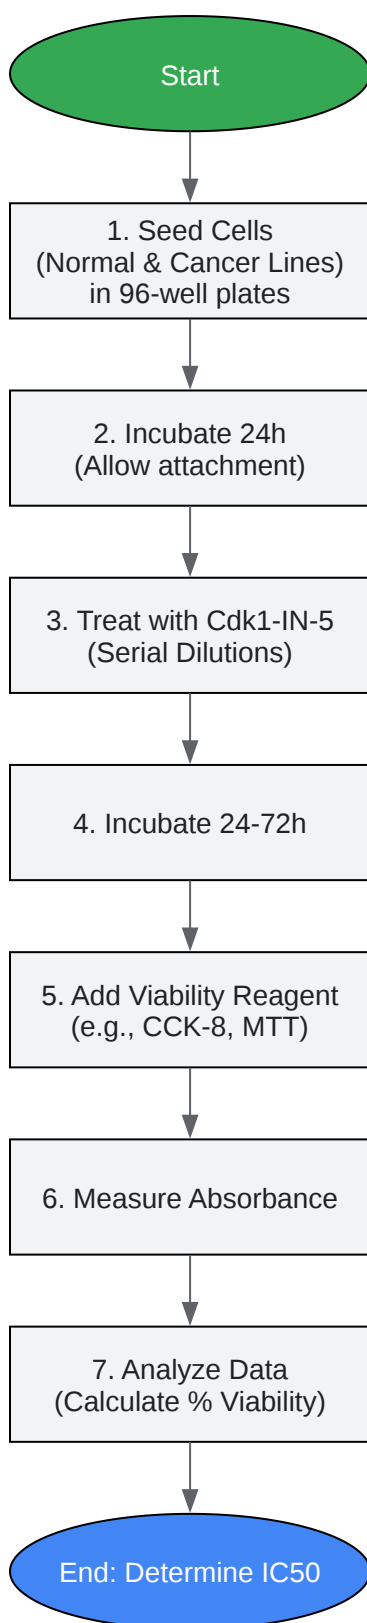 Start
1. Seed Cells
(Normal & Cancer Lines)
in 96-well plates
2. Incubate 24h
(Allow attachment)
3. Treat with Cdk1-IN-5
(Serial Dilutions)
4. Incubate 24-72h
5. Add Viability Reagent
(e.g., CCK-8, MTT)
6. Measure Absorbance
7. Analyze Data
(Calculate % Viability)
End: Determine IC50